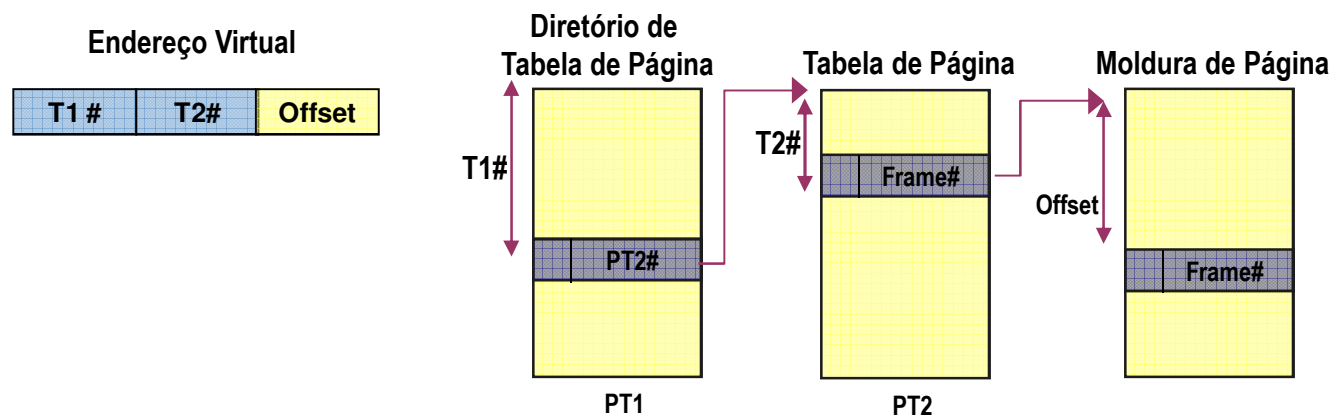 Endereço Virtual
T1 # T2# Offset
Diretório de
Tabela de Página
T1#
PT2#
PT1
Tabela de Página
T2#
Frame#
PT2
Moldura de Página
Offset
Frame#